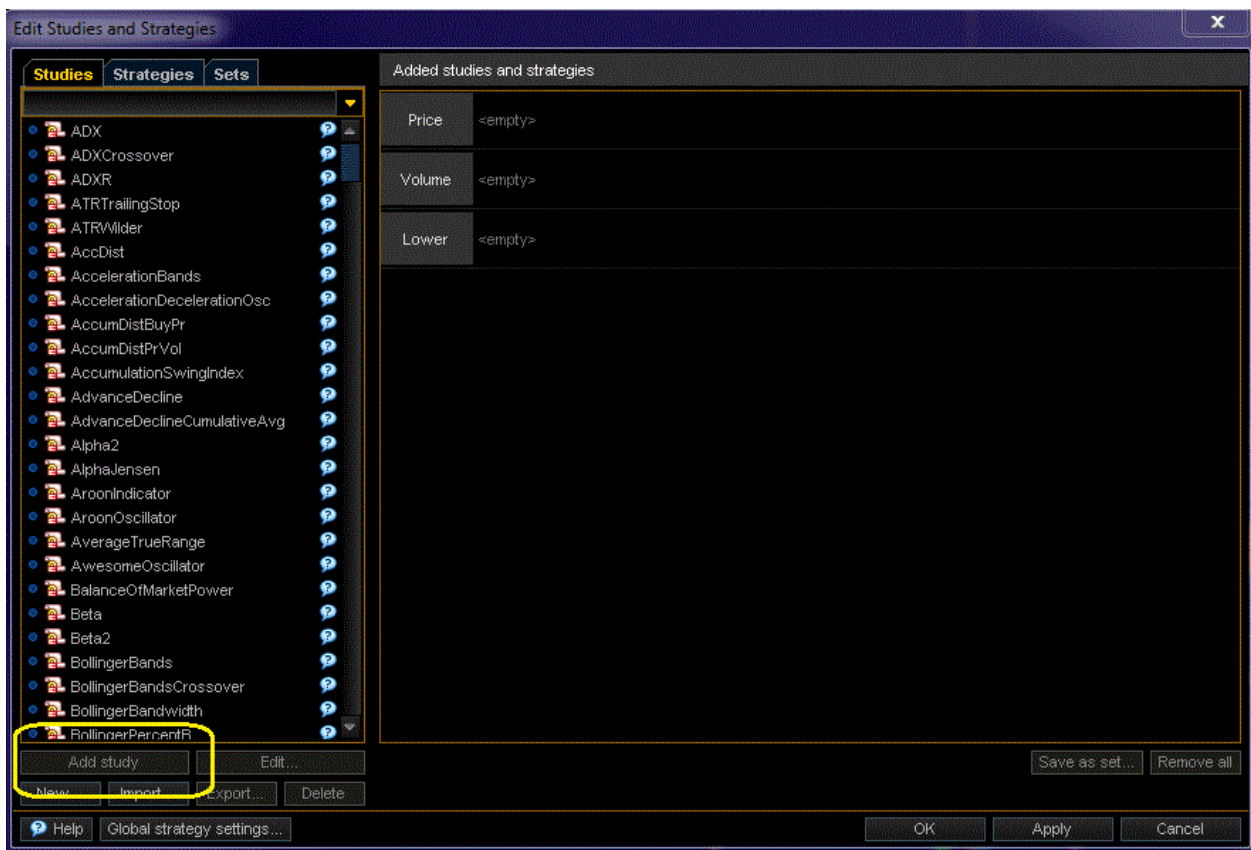 Edit Studies and Strategies
X
Studies Strategies Sets
Added studies and strategies
Price <empty>
Volume <empty>
Lower <empty>
ADX
ADXCrossover
ADXR
ATRTrailingStop
ATRWilder
AccDist
AccelerationBands
AccelerationDecelerationOsc
AccumDistBuyPr
AccumDistPrVol
AccumulationSwingIndex
AdvanceDecline
AdvanceDeclineCumulativeAvg
Alpha2
AlphaJensen
AroonIndicator
AroonOscillator
AverageTrueRange
AwesomeOscillator
BalanceOfMarketPower
Beta
Beta2
BollingerBands
BollingerBandsCrossover
BollingerBandwidth
BollingerPercentB
Add study Edit...
Save as set... Remove all
New... Import... Export... Delete
? Help Global strategy settings...
OK Apply Cancel